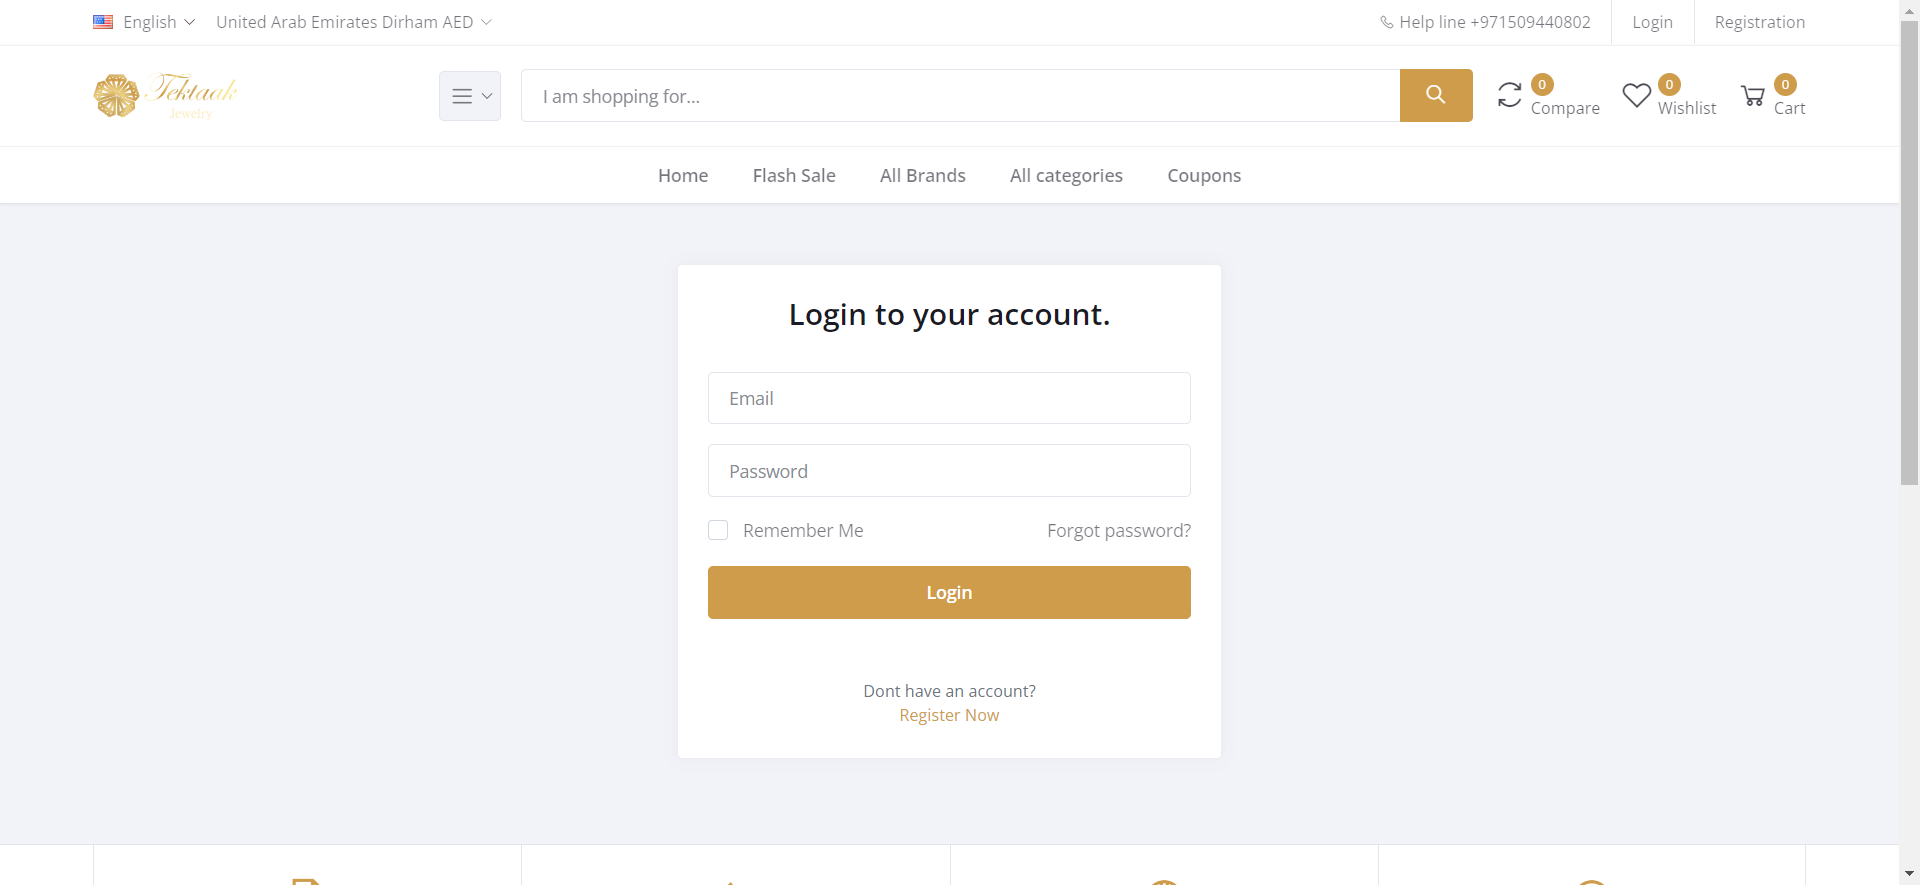 English
United Arab Emirates Dirham AED
Help line +971509440802
Login
Registration
Tektaak
Jewelry
I am shopping for...
0
Compare
0
Wishlist
0
Cart
Home
Flash Sale
All Brands
All categories
Coupons
Login to your account.
Email
Password
Remember Me
Forgot password?
Login
Dont have an account?
Register Now